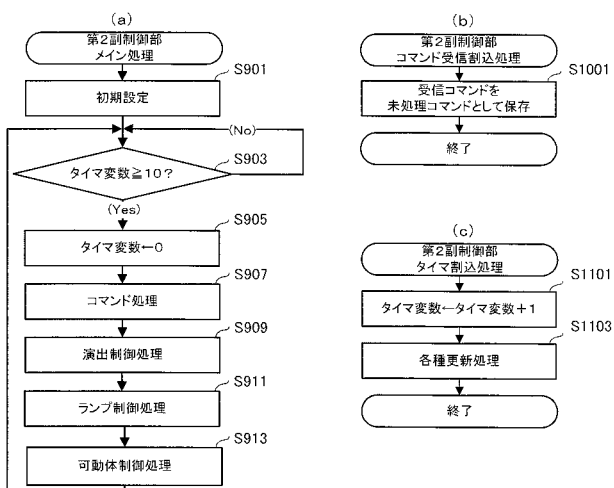 (a)
第2副制御部
メイン処理
S901
初期設定
(No)
S903
タイマ変数≧10?
(Yes)
S905
タイマ変数←0
S907
コマンド処理
S909
演出制御処理
S911
ランプ制御処理
S913
可動体制御処理
(b)
第2副制御部
コマンド受信割込処理
S1001
受信コマンドを
未処理コマンドとして保存
終了
(c)
第2副制御部
タイマ割込処理
S1101
タイマ変数←タイマ変数+1
S1103
各種更新処理
終了